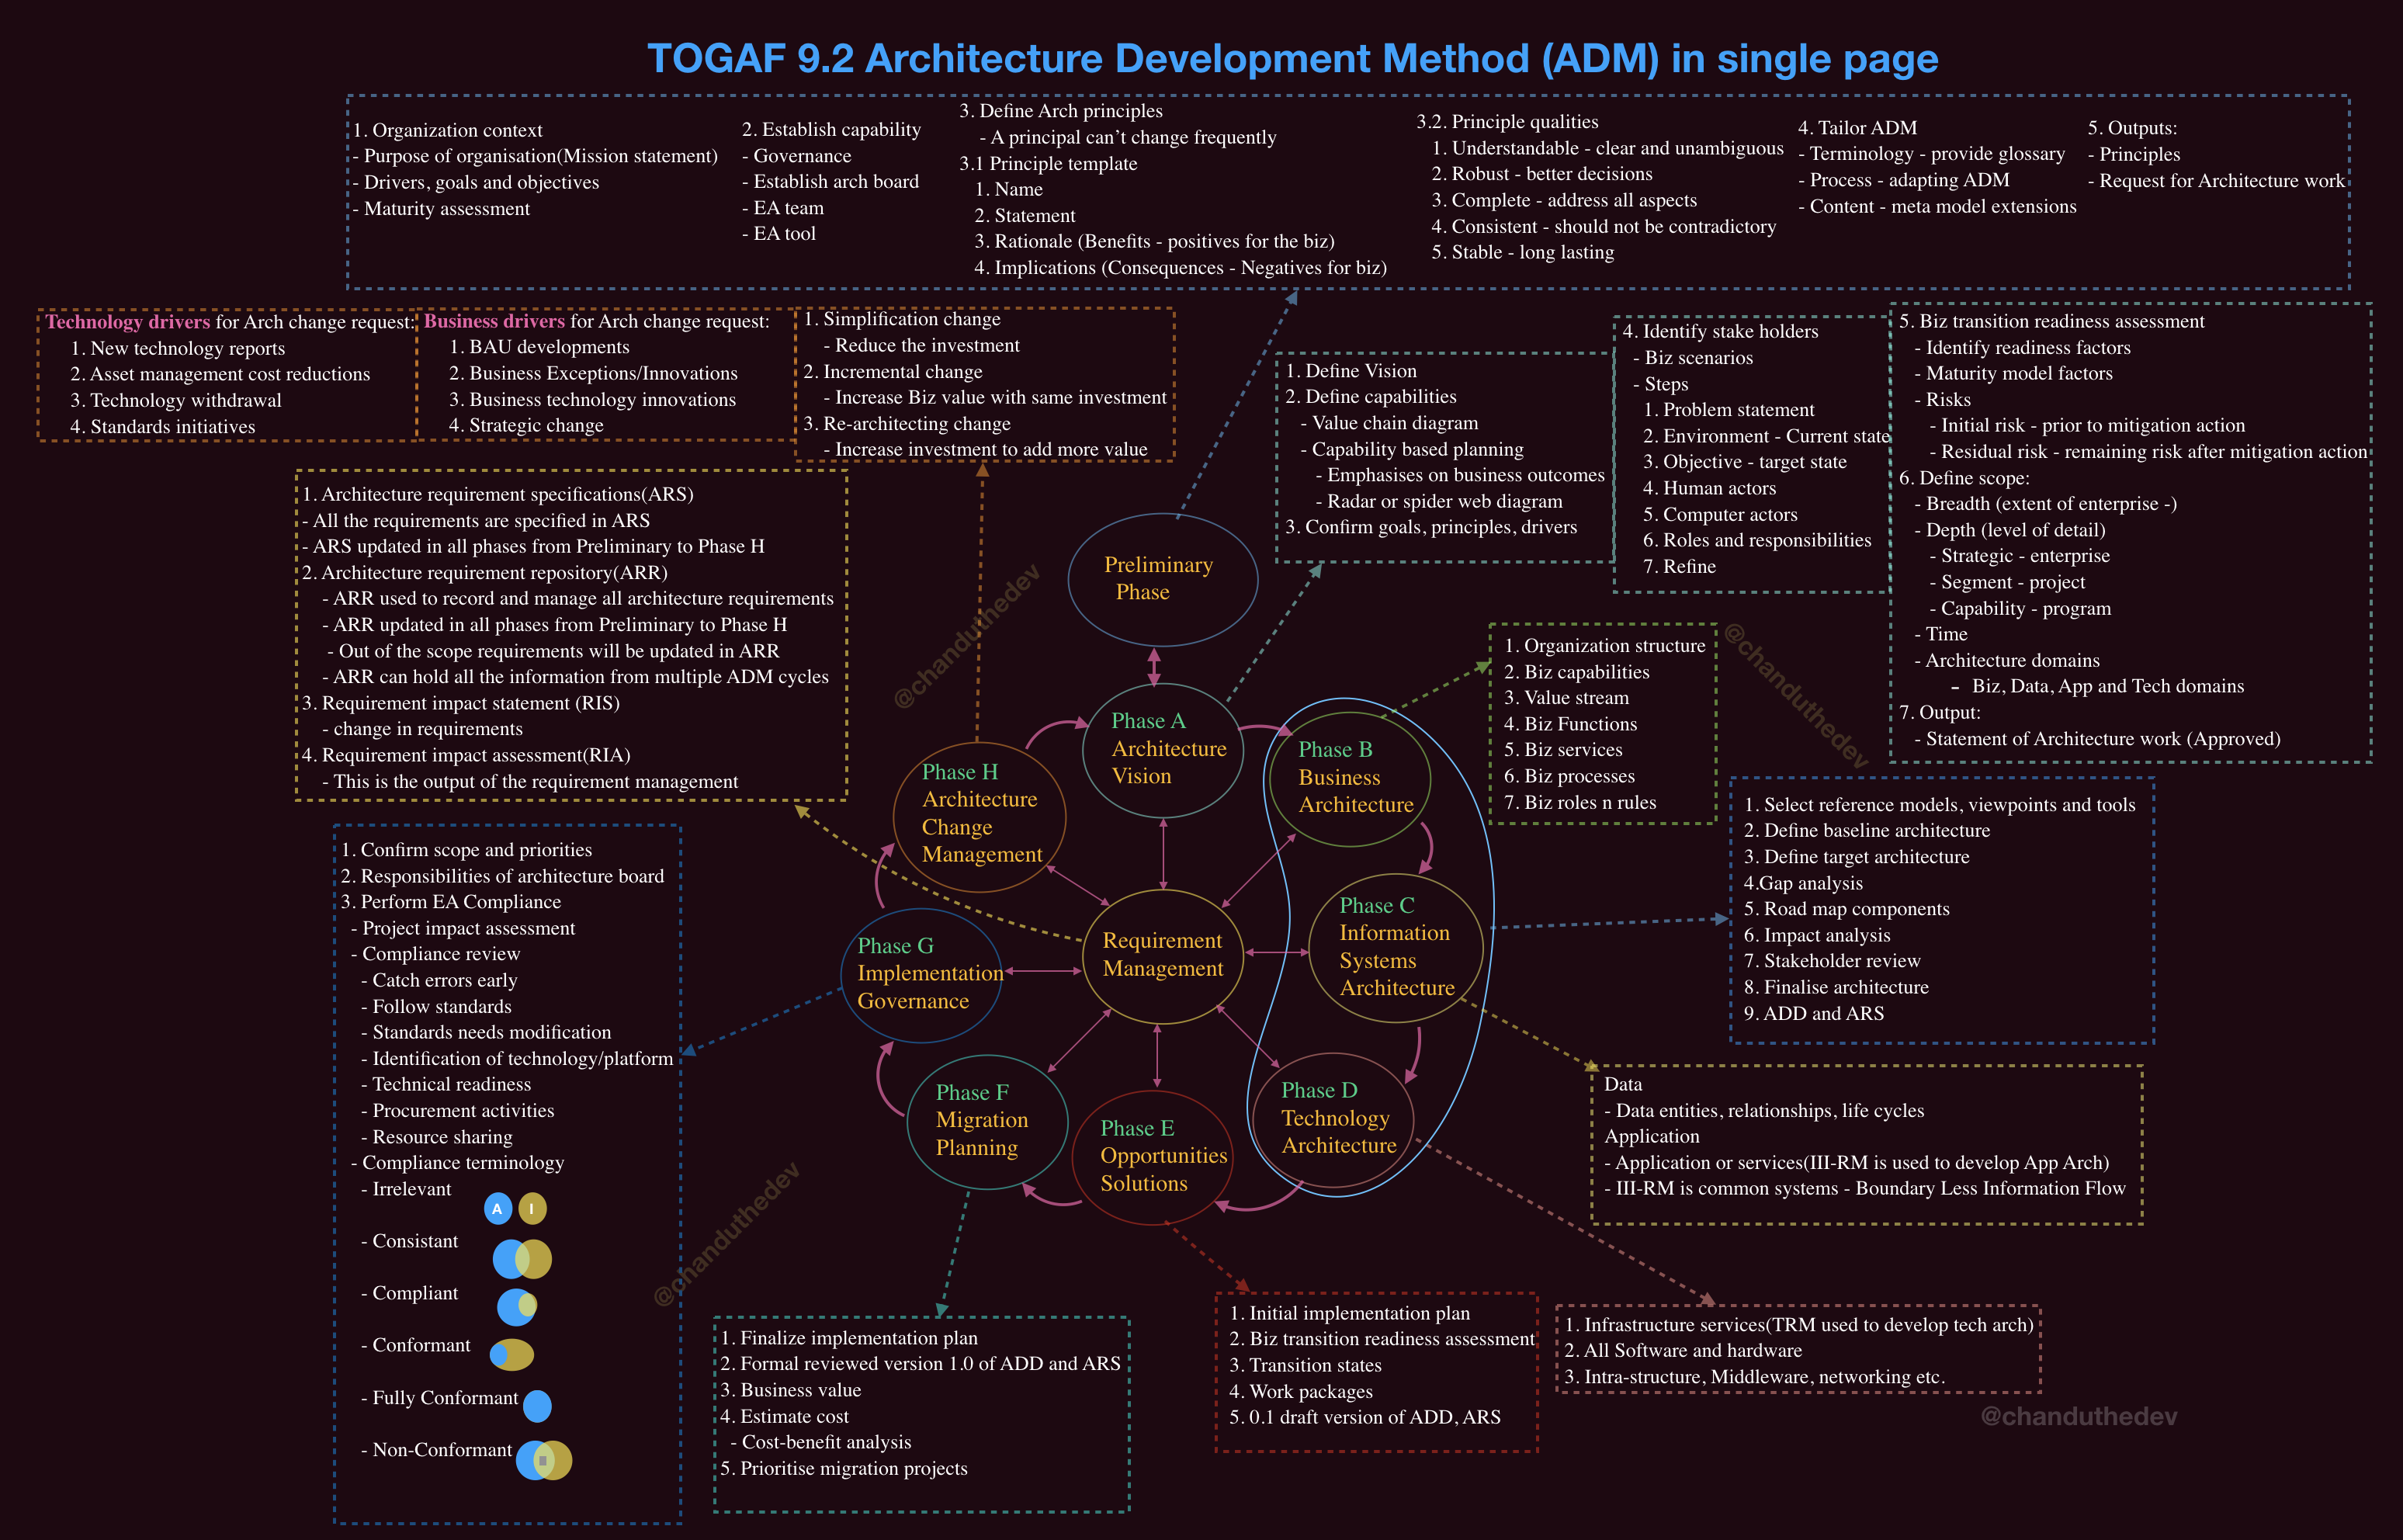 TOGAF 9.2 Architecture Development Method (ADM) in single page
1. Organization context
- Purpose of organisation(Mission statement)
- Drivers, goals and objectives
- Maturity assessment
2. Establish capability
- Governance
- Establish arch board
- EA team
- EA tool
3. Define Arch principles
- A principal can’t change frequently
3.1 Principle template
1. Name
2. Statement
3. Rationale (Benefits - positives for the biz)
4. Implications (Consequences - Negatives for biz)
3.2. Principle qualities
1. Understandable - clear and unambiguous
2. Robust - better decisions
3. Complete - address all aspects
4. Consistent - should not be contradictory
5. Stable - long lasting
4. Tailor ADM
- Terminology - provide glossary
- Process - adapting ADM
- Content - meta model extensions
5. Outputs:
- Principles
- Request for Architecture work
Technology drivers for Arch change request:
1. New technology reports
2. Asset management cost reductions
3. Technology withdrawal
4. Standards initiatives
Business drivers for Arch change request:
1. BAU developments
2. Business Exceptions/Innovations
3. Business technology innovations
4. Strategic change
1. Simplification change
- Reduce the investment
2. Incremental change
- Increase Biz value with same investment
3. Re-architecting change
- Increase investment to add more value
1. Define Vision
2. Define capabilities
- Value chain diagram
- Capability based planning
- Emphasises on business outcomes
- Radar or spider web diagram
3. Confirm goals, principles, drivers
4. Identify stake holders
- Biz scenarios
- Steps
1. Problem statement
2. Environment - Current state
3. Objective - target state
4. Human actors
5. Computer actors
6. Roles and responsibilities
7. Refine
5. Biz transition readiness assessment
- Identify readiness factors
- Maturity model factors
- Risks
- Initial risk - prior to mitigation action
- Residual risk - remaining risk after mitigation action
6. Define scope:
- Breadth (extent of enterprise -)
- Depth (level of detail)
- Strategic - enterprise
- Segment - project
- Capability - program
- Time
- Architecture domains
- Biz, Data, App and Tech domains
7. Output:
- Statement of Architecture work (Approved)
1. Architecture requirement specifications(ARS)
- All the requirements are specified in ARS
- ARS updated in all phases from Preliminary to Phase H
2. Architecture requirement repository(ARR)
- ARR used to record and manage all architecture requirements
- ARR updated in all phases from Preliminary to Phase H
- Out of the scope requirements will be updated in ARR
- ARR can hold all the information from multiple ADM cycles
3. Requirement impact statement (RIS)
- change in requirements
4. Requirement impact assessment(RIA)
- This is the output of the requirement management
@chanduthedev
Preliminary
Phase
@chanduthedev
1. Organization structure
2. Biz capabilities
3. Value stream
4. Biz Functions
5. Biz services
6. Biz processes
7. Biz roles n rules
Phase A
Architecture
Vision
Phase B
Business
Architecture
Phase H
Architecture
Change
Management
Phase C
Information
Systems
Architecture
Requirement
Management
Phase G
Implementation
Governance
Phase F
Migration
Planning
Phase E
Opportunities
Solutions
Phase D
Technology
Architecture
1. Select reference models, viewpoints and tools
2. Define baseline architecture
3. Define target architecture
4.Gap analysis
5. Road map components
6. Impact analysis
7. Stakeholder review
8. Finalise architecture
9. ADD and ARS
1. Confirm scope and priorities
2. Responsibilities of architecture board
3. Perform EA Compliance
- Project impact assessment
- Compliance review
- Catch errors early
- Follow standards
- Standards needs modification
- Identification of technology/platform
- Technical readiness
- Procurement activities
- Resource sharing
- Compliance terminology
- Irrelevant
A I
- Consistant
- Compliant
- Conformant
- Fully Conformant
- Non-Conformant
Data
- Data entities, relationships, life cycles
Application
- Application or services(III-RM is used to develop App Arch)
- III-RM is common systems - Boundary Less Information Flow
@chanduthedev
1. Finalize implementation plan
2. Formal reviewed version 1.0 of ADD and ARS
3. Business value
4. Estimate cost
- Cost-benefit analysis
5. Prioritise migration projects
1. Initial implementation plan
2. Biz transition readiness assessment
3. Transition states
4. Work packages
5. 0.1 draft version of ADD, ARS
1. Infrastructure services(TRM used to develop tech arch)
2. All Software and hardware
3. Intra-structure, Middleware, networking etc.
@chanduthedev